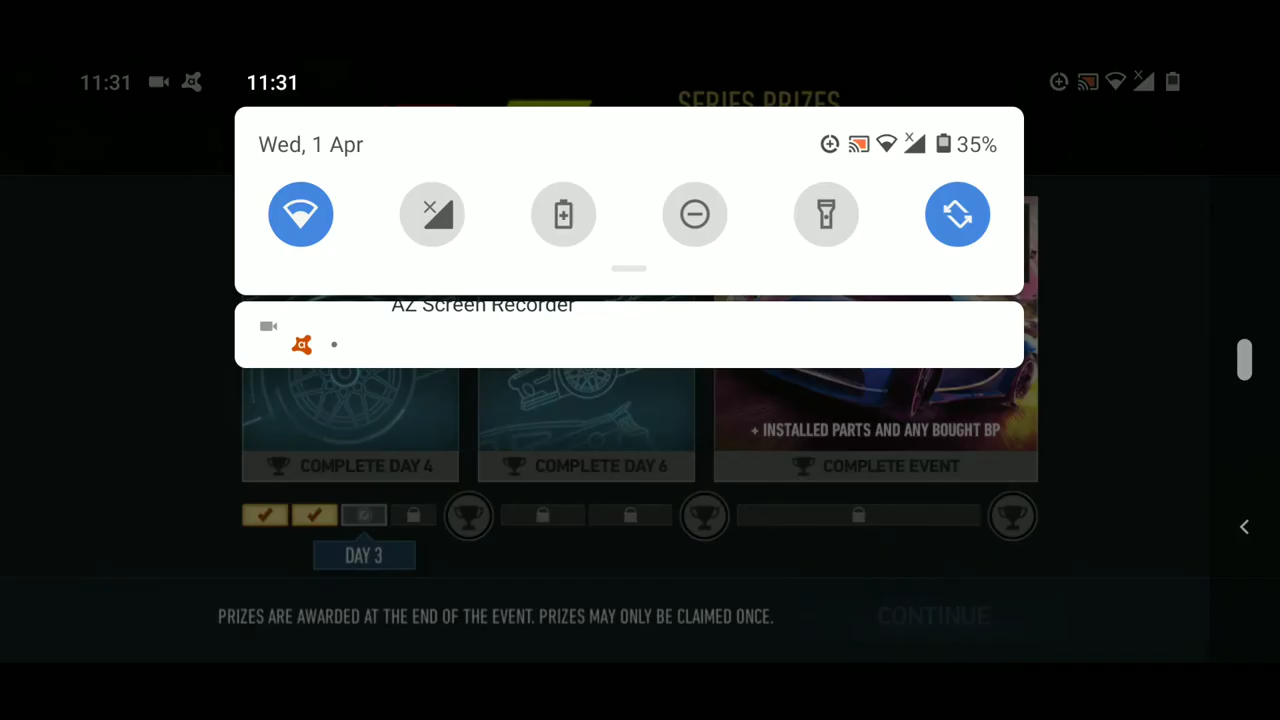 11:31
11:31
SERIES PRIZES
Wed, 1 Apr
35%
AZ Screen Recorder
+ INSTALLED PARTS AND ANY BOUGHT BP
COMPLETE DAY 4
COMPLETE DAY 6
COMPLETE EVENT
DAY 3
PRIZES ARE AWARDED AT THE END OF THE EVENT. PRIZES MAY ONLY BE CLAIMED ONCE.
CONTINUE